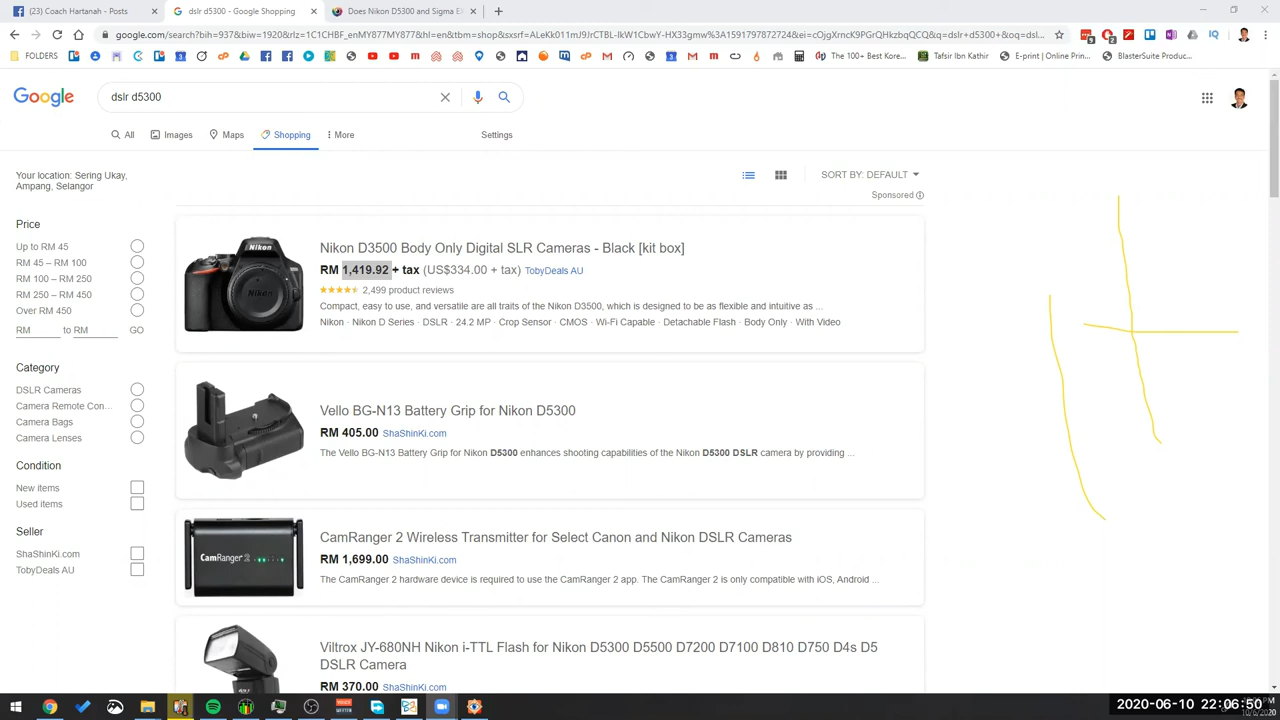 (23) Coach Hartanah - Posts
dslr d5300 - Google Shopping
Does Nikon D5300 and Sigma Ef
google.com/search?bih=937&biw=1920&rlz=1C1CHBF_enMY877MY877&hl=en&tbm=shop&sxsrf=ALeKk011mJ9JrCTBL-IkW1CbwY-HX33gmw%3A1591797872724&ei=cOjgXrncK9PGrQHkzbqQCQ&q=dslr+d5300+&oq=dsl...
FOLDERS
The 100+ Best Kore...
Tafsir Ibn Kathir
E-print | Online Prin...
BlasterSuite Produc...
Google
dslr d5300
All
Images
Maps
Shopping
More
Settings
Your location: Sering Ukay,
Ampang, Selangor
SORT BY: DEFAULT
Sponsored
Price
Up to RM 45
RM 45 – RM 100
RM 100 – RM 250
RM 250 – RM 450
Over RM 450
RM to RM GO
Category
DSLR Cameras
Camera Remote Con...
Camera Bags
Camera Lenses
Condition
New items
Used items
Seller
ShaShinKi.com
TobyDeals AU
Nikon
Nikon
Nikon D3500 Body Only Digital SLR Cameras - Black [kit box]
RM 1,419.92 + tax (US$334.00 + tax) TobyDeals AU
2,499 product reviews
Compact, easy to use, and versatile are all traits of the Nikon D3500, which is designed to be as flexible and intuitive as ...
Nikon · Nikon D Series · DSLR · 24.2 MP · Crop Sensor · CMOS · Wi-Fi Capable · Detachable Flash · Body Only · With Video
Vello BG-N13 Battery Grip for Nikon D5300
RM 405.00 ShaShinKi.com
The Vello BG-N13 Battery Grip for Nikon D5300 enhances shooting capabilities of the Nikon D5300 DSLR camera by providing ...
CamRanger 2
CamRanger 2 Wireless Transmitter for Select Canon and Nikon DSLR Cameras
RM 1,699.00 ShaShinKi.com
The CamRanger 2 hardware device is required to use the CamRanger 2 app. The CamRanger 2 is only compatible with iOS, Android ...
Viltrox JY-680NH Nikon i-TTL Flash for Nikon D5300 D5500 D7200 D7100 D810 D750 D4s D5
DSLR Camera
RM 370.00 ShaShinKi.com
2020-06-10 22:06:50